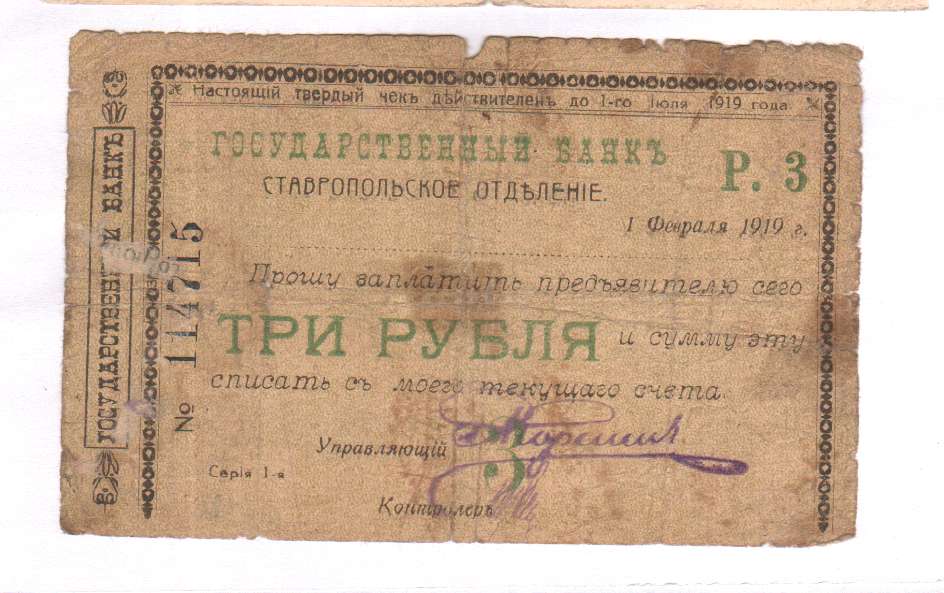 Настоящій твердый чекъ дѣйствителенъ до 1-го Іюля 1919 года
ГОСУДАРСТВЕННЫЙ БАНКЪ
СТАВРОПОЛЬСКОЕ ОТДѢЛЕНІЕ.
Р. 3
1 Февраля 1919 г.
Прошу заплатить предъявителю сего
ТРИ РУБЛЯ и сумму эту
списать съ моего текущаго счета.
Управляющій
3
Серія 1-я
Контролеръ
№ 114715
ГОСУДАРСТВЕННЫЙ БАНКЪ